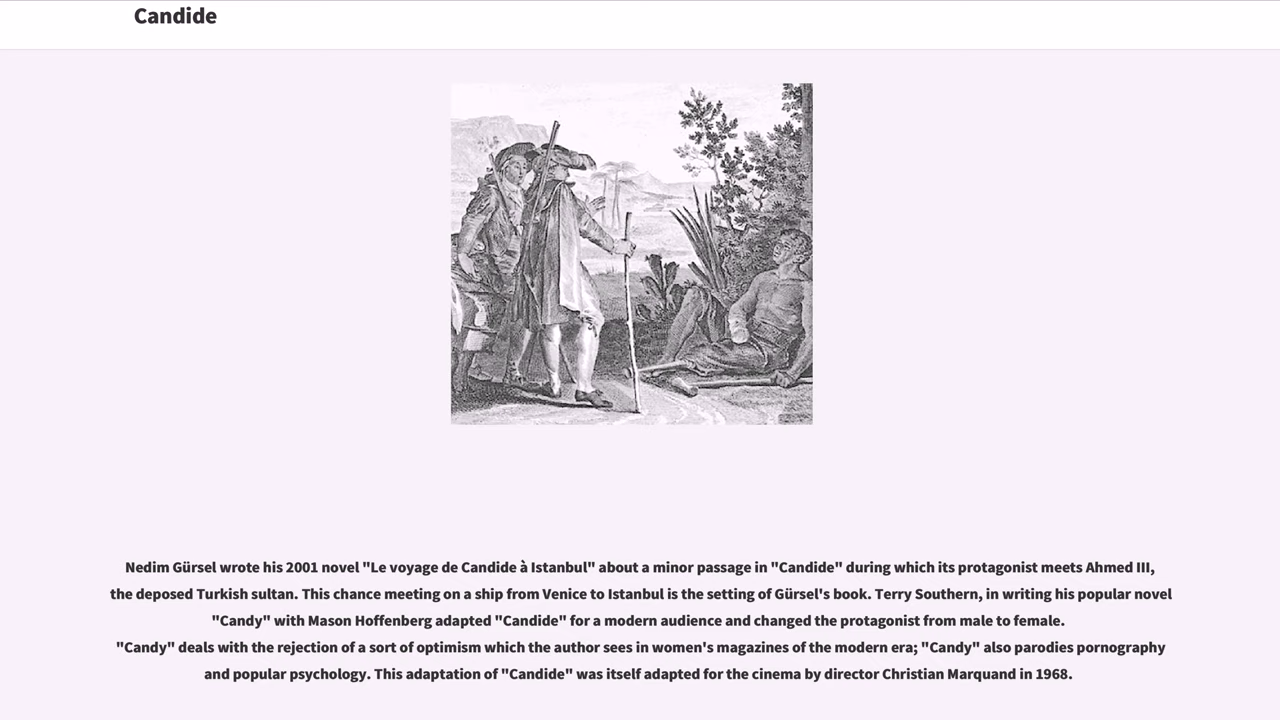 Candide
Nedim Gürsel wrote his 2001 novel "Le voyage de Candide à Istanbul" about a minor passage in "Candide" during which its protagonist meets Ahmed III,
the deposed Turkish sultan. This chance meeting on a ship from Venice to Istanbul is the setting of Gürsel's book. Terry Southern, in writing his popular novel
"Candy" with Mason Hoffenberg adapted "Candide" for a modern audience and changed the protagonist from male to female.
"Candy" deals with the rejection of a sort of optimism which the author sees in women's magazines of the modern era; "Candy" also parodies pornography
and popular psychology. This adaptation of "Candide" was itself adapted for the cinema by director Christian Marquand in 1968.